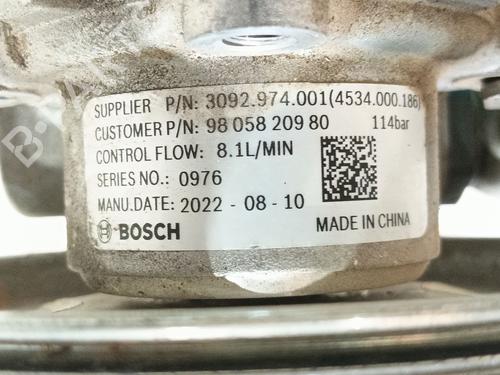 SUPPLIER P/N: 3092.974.001(4534.000.186)
CUSTOMER P/N: 98 058 209 80 114bar
CONTROL FLOW: 8.1L/MIN
SERIES NO.: 0976
MANU.DATE: 2022 - 08 - 10
BOSCH MADE IN CHINA